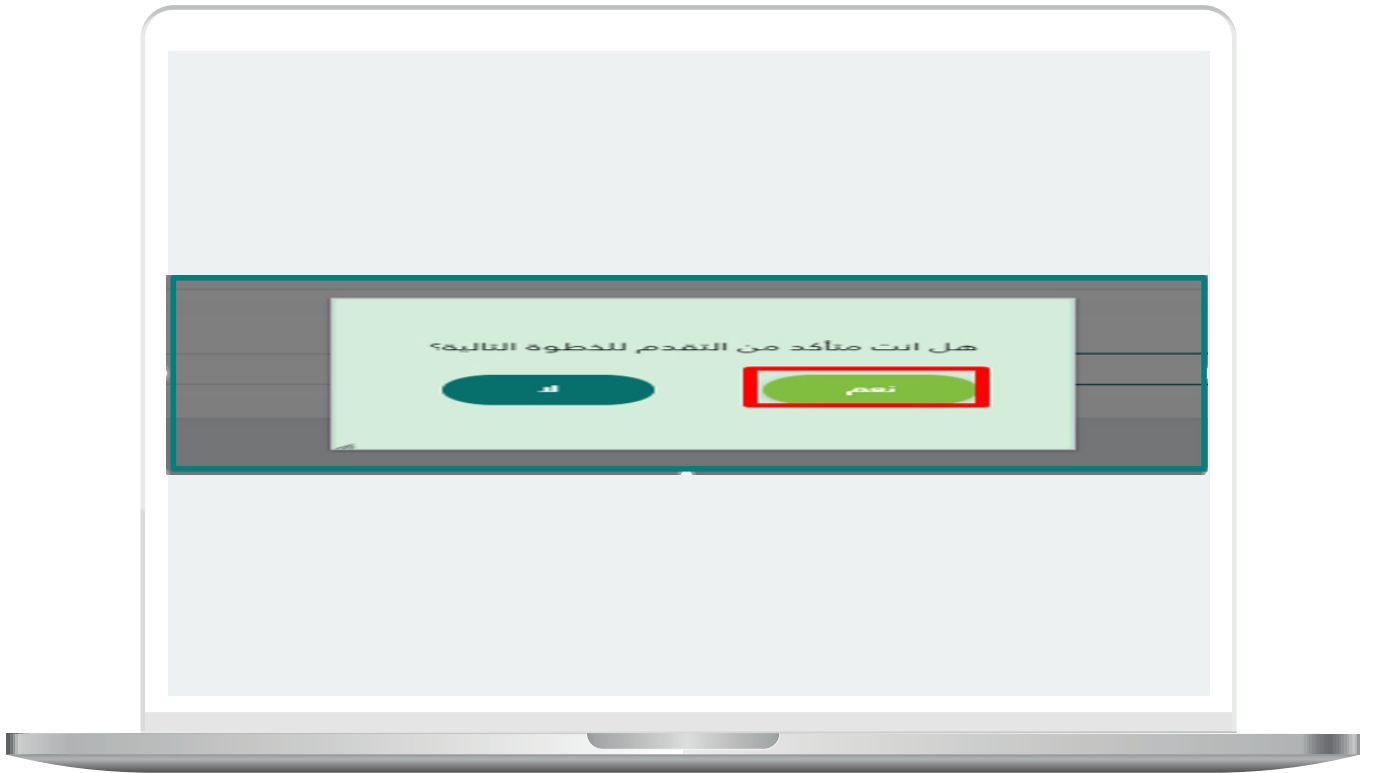 هل انت متأكد من التقدم للخطوة التالية؟
نعم
لا